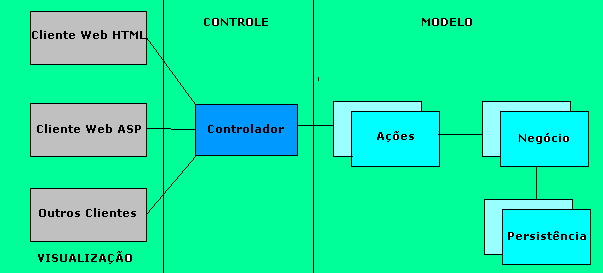 CONTROLE
MODELO
Cliente Web HTML
Cliente Web ASP
Controlador
Ações
Negócio
Outros Clientes
Persistência
VISUALIZAÇÃO